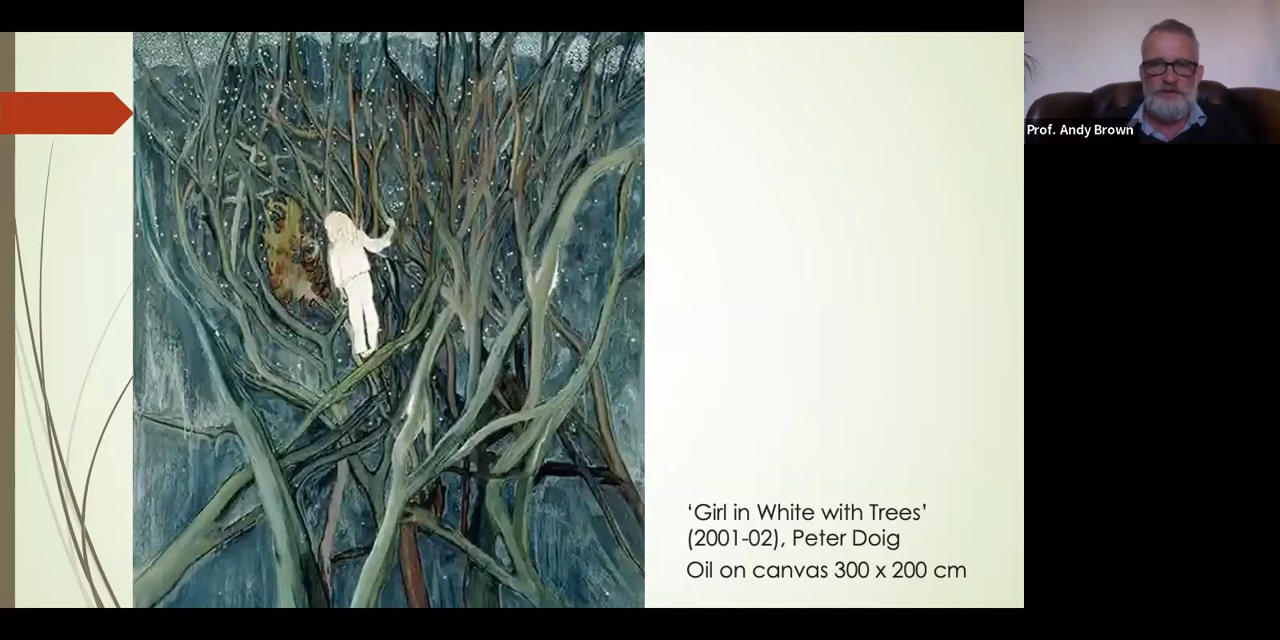 Prof. Andy Brown
‘Girl in White with Trees’
(2001-02), Peter Doig
Oil on canvas 300 x 200 cm